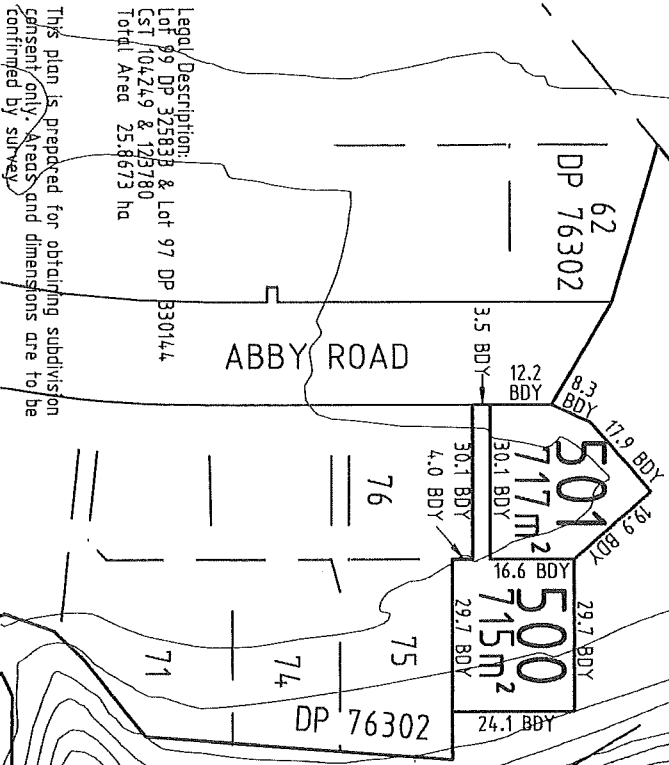 Legal Description:
Lot 99 DP 325833 & Lot 97 DP 330144
CsT 104249 & 123780
Total Area 25.8673 ha
This plan is prepared for obtaining subdivision
consent only. Areas and dimensions are to be
confirmed by survey.
62
DP 76302
ABBY ROAD
3.5 BDY
12.2
BDY
8.3
BDY
17.9 BDY
19.9 BDY
501
717m²
30.1 BDY
30.1 BDY
4.0 BDY
16.6 BDY
500
715m²
29.7 BDY
29.7 BDY
24.1 BDY
76
75
74
71
DP 76302